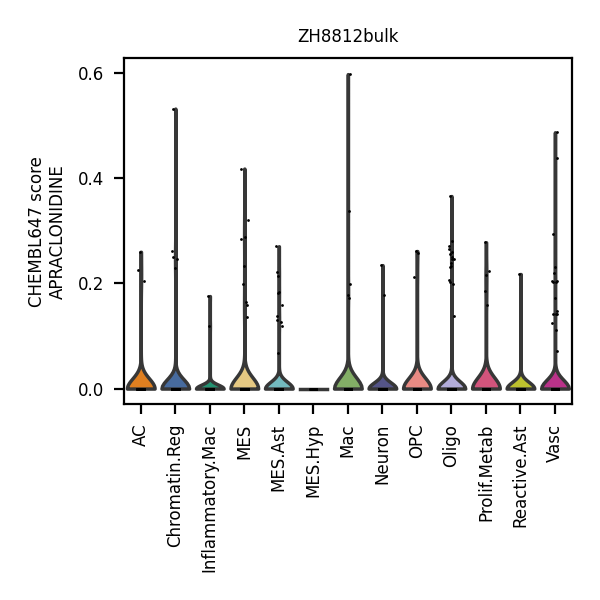 ZH8812bulk
CHEMBL647 score
APRACLONIDINE
0.6
0.4
0.2
0.0
AC
Chromatin.Reg
Inflammatory.Mac
MES
MES.Ast
MES.Hyp
Mac
Neuron
OPC
Oligo
Prolif.Metab
Reactive.Ast
Vasc